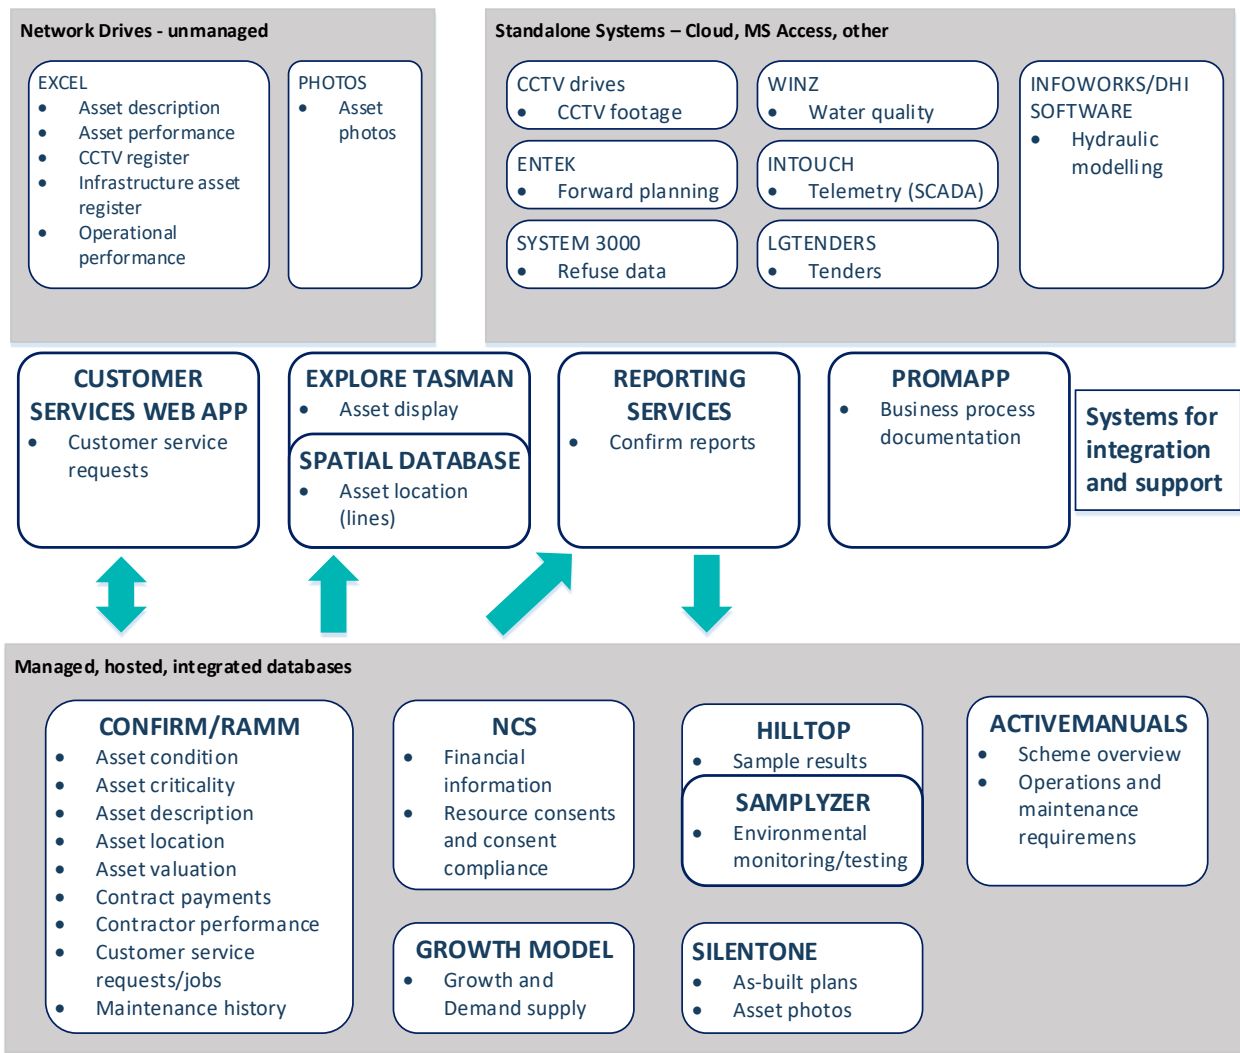 Network Drives - unmanaged
EXCEL
• Asset description
• Asset performance
• CCTV register
• Infrastructure asset
register
• Operational
performance
PHOTOS
• Asset
photos
Standalone Systems – Cloud, MS Access, other
CCTV drives
• CCTV footage
ENTEK
• Forward planning
SYSTEM 3000
• Refuse data
WINZ
• Water quality
INTOUCH
• Telemetry (SCADA)
LGTENDERS
• Tenders
INFOWORKS/DHI
SOFTWARE
• Hydraulic
modelling
CUSTOMER
SERVICES WEB APP
• Customer service
requests
EXPLORE TASMAN
• Asset display
SPATIAL DATABASE
• Asset location
(lines)
REPORTING
SERVICES
• Confirm reports
PROMAPP
• Business process
documentation
Systems for
integration
and support
Managed, hosted, integrated databases
CONFIRM/RAMM
• Asset condition
• Asset criticality
• Asset description
• Asset location
• Asset valuation
• Contract payments
• Contractor performance
• Customer service
requests/jobs
• Maintenance history
NCS
• Financial
information
• Resource consents
and consent
compliance
GROWTH MODEL
• Growth and
Demand supply
HILLTOP
• Sample results
SAMPLYZER
• Environmental
monitoring/testing
SILENTONE
• As-built plans
• Asset photos
ACTIVEMANUALS
• Scheme overview
• Operations and
maintenance
requiremens